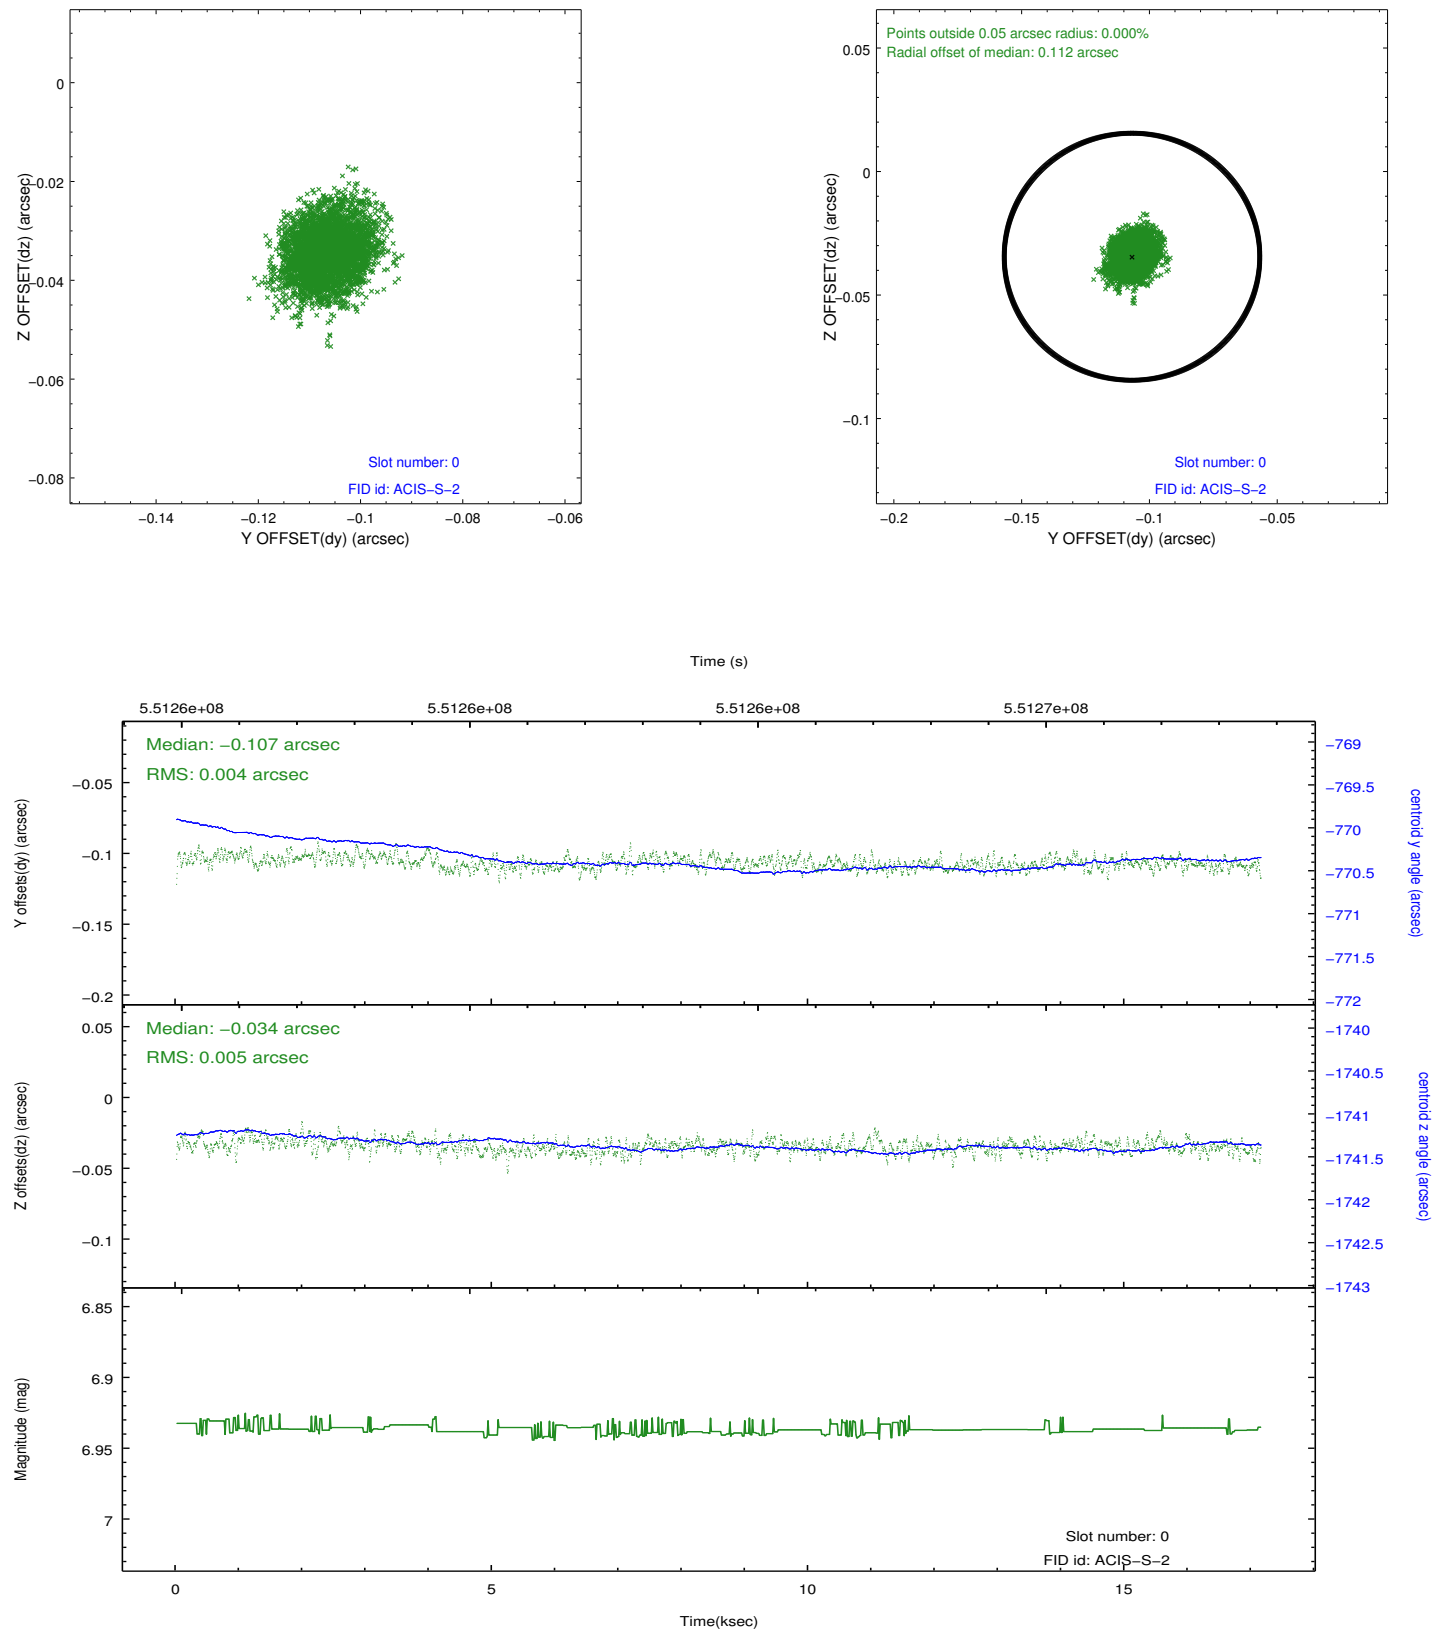 Points outside 0.05 arcsec radius: 0.000%
Radial offset of median: 0.112 arcsec
0
−0.02
−0.04
−0.06
−0.08
Z OFFSET(dz) (arcsec)
Slot number: 0
FID id: ACIS−S−2
−0.14 −0.12 −0.1 −0.08 −0.06
Y OFFSET(dy) (arcsec)
0.05
0
−0.05
−0.1
Z OFFSET(dz) (arcsec)
Slot number: 0
FID id: ACIS−S−2
−0.2 −0.15 −0.1 −0.05
Y OFFSET(dy) (arcsec)
Time (s)
5.5126e+08 5.5126e+08 5.5126e+08 5.5127e+08
Median: −0.107 arcsec
RMS: 0.004 arcsec
−0.05
−0.1
−0.15
−0.2
Y offsets(dy) (arcsec)
−769
−769.5
−770
−770.5
−771
−771.5
−772
centroid y angle (arcsec)
Median: −0.034 arcsec
RMS: 0.005 arcsec
0.05
0
−0.05
−0.1
Z offsets(dz) (arcsec)
−1740
−1740.5
−1741
−1741.5
−1742
−1742.5
−1743
centroid z angle (arcsec)
6.85
6.9
6.95
7
Magnitude (mag)
Slot number: 0
FID id: ACIS−S−2
0 5 10 15
Time(ksec)